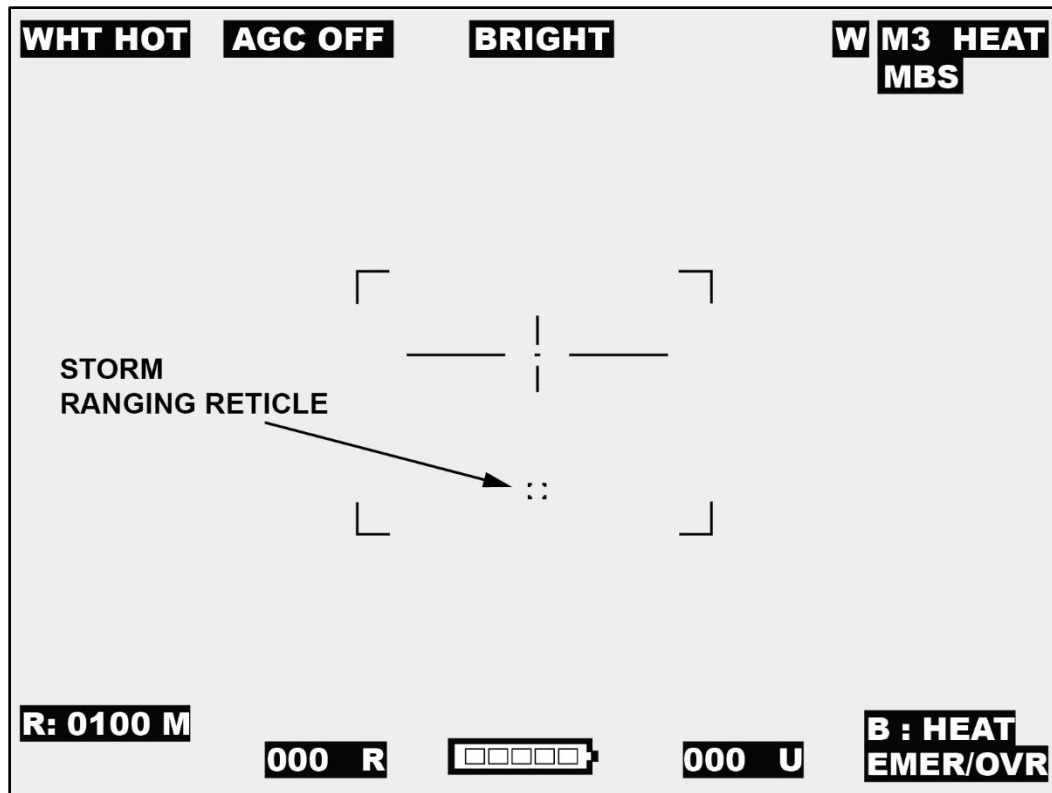 WHT HOT AGC OFF BRIGHT W M3 HEAT
MBS
STORM
RANGING RETICLE
R: 0100 M
B : HEAT
000 R 000 U EMER/OVR